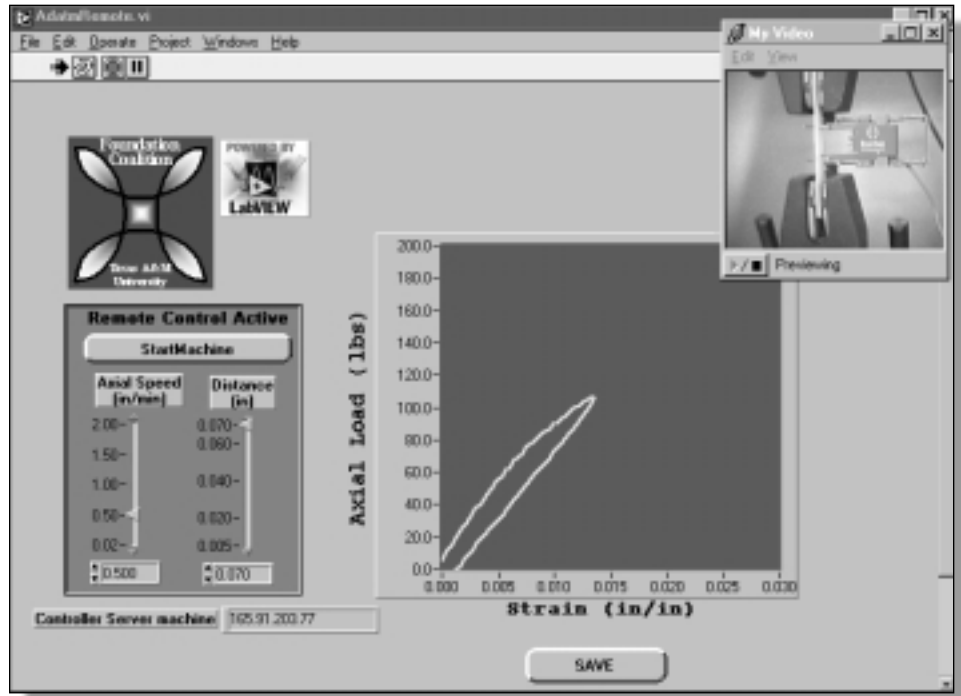 AdatmRemote.vi
File Edit Operate Project Windows Help
My Video
Edit View
Previewing
Foundation
Coalition
Texas A&M
University
POWERED BY
LabVIEW
Remote Control Active
StartMachine
Axial Speed
(in/min)
2.00
1.50
1.00
0.50
0.02
0.500
Distance
(in)
0.070
0.060
0.040
0.020
0.005
0.070
Axial Load (lbs)
200.0
180.0
160.0
140.0
120.0
100.0
80.0
60.0
40.0
20.0
0.0
0.000 0.005 0.010 0.015 0.020 0.025 0.030
Strain (in/in)
Controller Server machine 165.91.203.77
SAVE